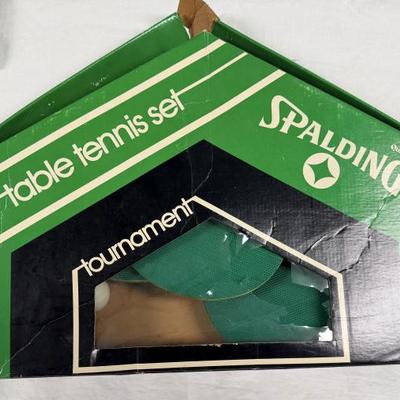 table tennis set
SPALDING
tournament